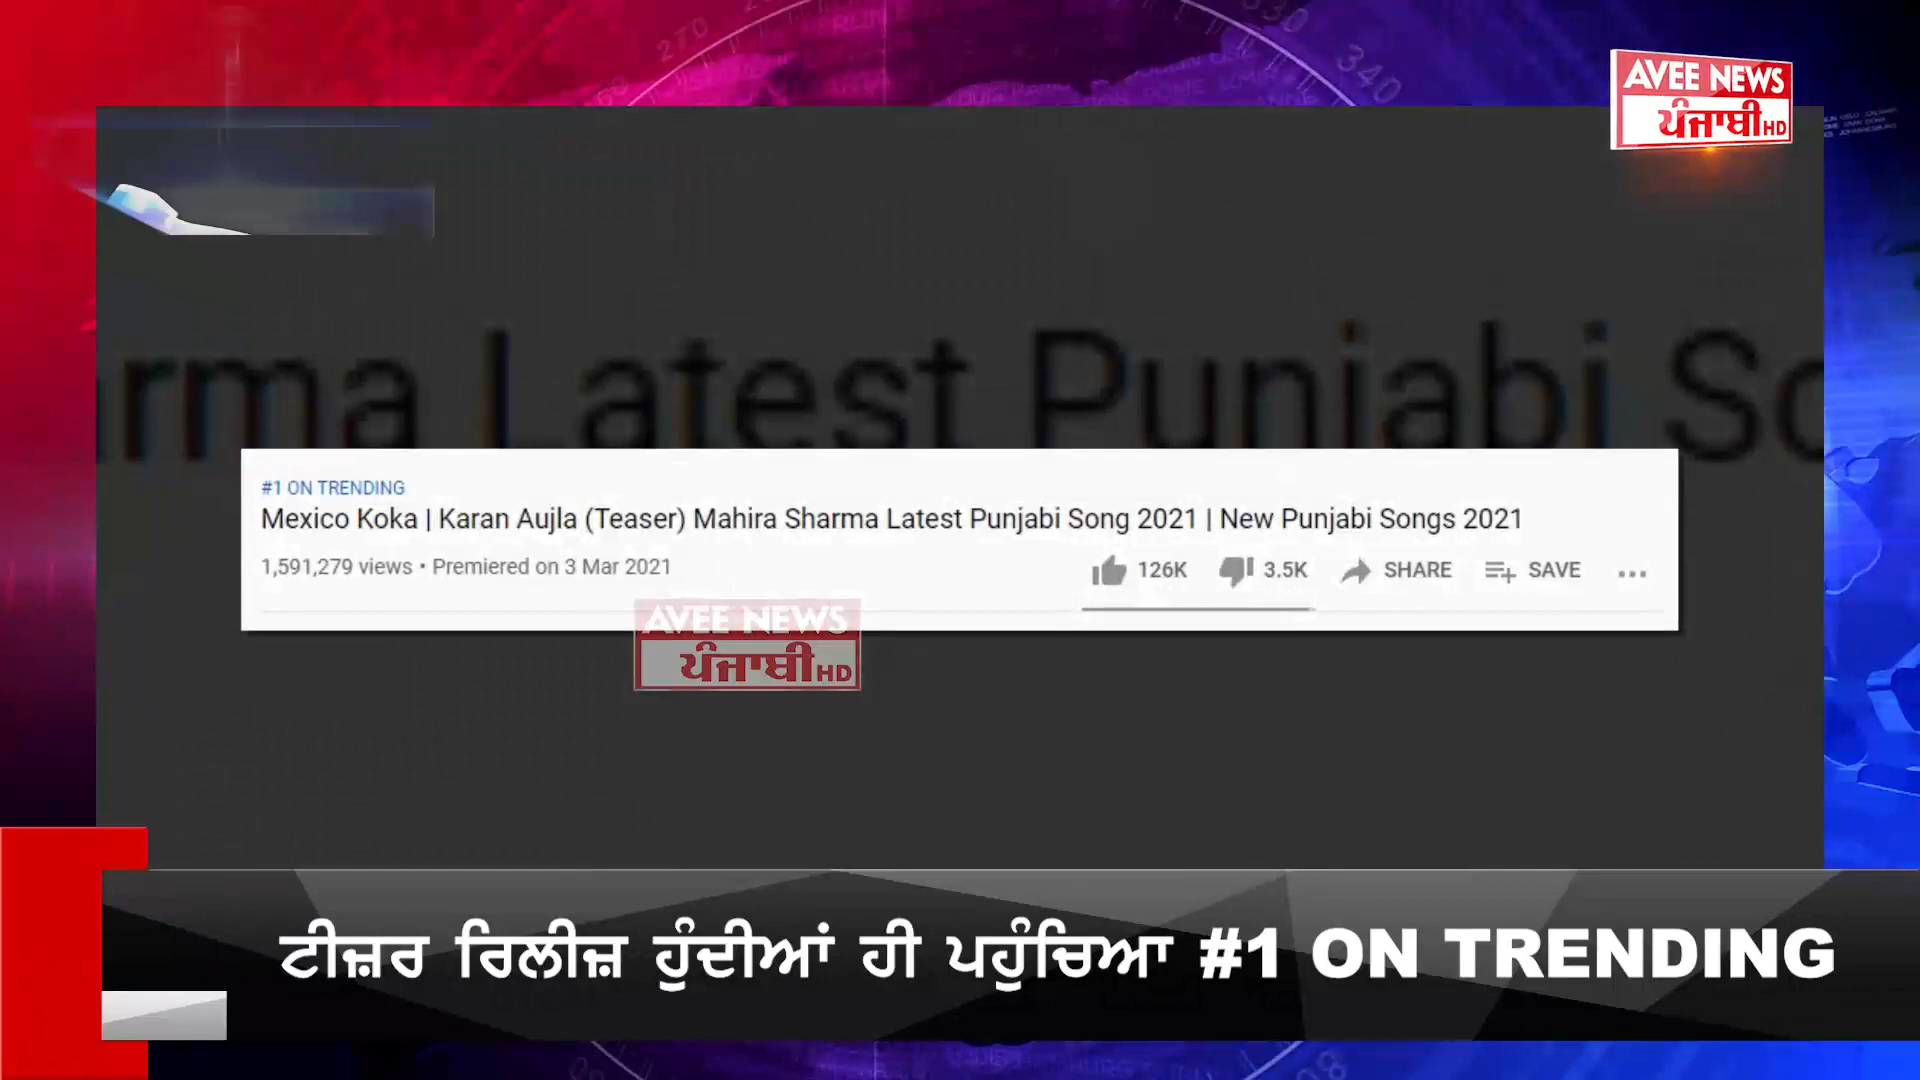 AVEE NEWS
ਪੰਜਾਬੀ HD
rma Latest Punjabi So
#1 ON TRENDING
Mexico Koka | Karan Aujla (Teaser) Mahira Sharma Latest Punjabi Song 2021 | New Punjabi Songs 2021
1,591,279 views • Premiered on 3 Mar 2021
126K 3.5K SHARE SAVE ...
AVEE NEWS
ਪੰਜਾਬੀ HD
ਟੀਜ਼ਰ ਰਿਲੀਜ਼ ਹੁੰਦੀਆਂ ਹੀ ਪਹੁੰਚਿਆ #1 ON TRENDING